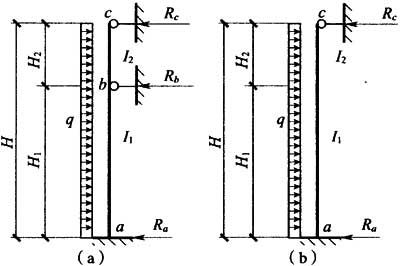 c
R_c
H_2
I_2
b
R_b
q
H
H_1
I_1
a
R_a
（a）
c
R_c
H_2
I_2
q
H
H_1
I_1
a
R_a
（b）